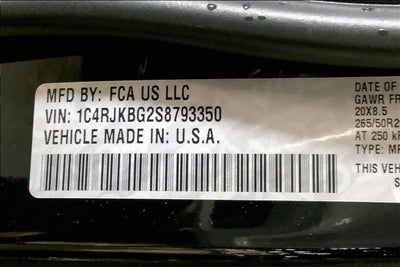 MFD BY: FCA US LLC
VIN: 1C4RJKBG2S8793350
VEHICLE MADE IN: U.S.A.
DATE OF
GAWR FR
20X8.5
265/50R2
AT 250 k
TYPE: M
THIS VEH
S